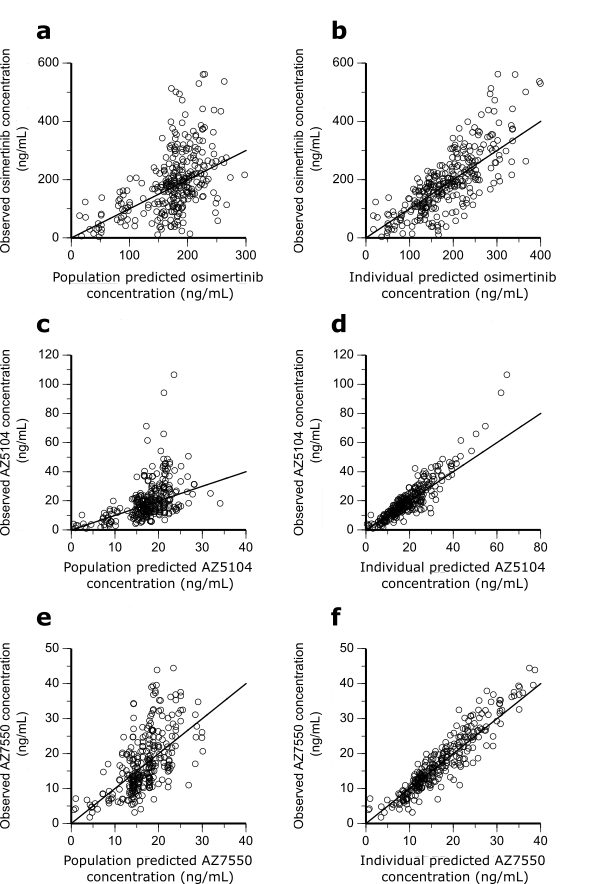 a
Observed osimertinib concentration
(ng/mL)
600
400
200
0
0 100 200 300
Population predicted osimertinib
concentration (ng/mL)
b
Observed osimertinib concentration
(ng/mL)
600
400
200
0
0 100 200 300 400
Individual predicted osimertinib
concentration (ng/mL)
c
Observed AZ5104 concentration
(ng/mL)
120
100
80
60
40
20
0
0 10 20 30 40
Population predicted AZ5104
concentration (ng/mL)
d
Observed AZ5104 concentration
(ng/mL)
120
100
80
60
40
20
0
0 20 40 60 80
Individual predicted AZ5104
concentration (ng/mL)
e
Observed AZ7550 concentration
(ng/mL)
50
40
30
20
10
0
0 10 20 30 40
Population predicted AZ7550
concentration (ng/mL)
f
Observed AZ7550 concentration
(ng/mL)
50
40
30
20
10
0
0 10 20 30 40
Individual predicted AZ7550
concentration (ng/mL)